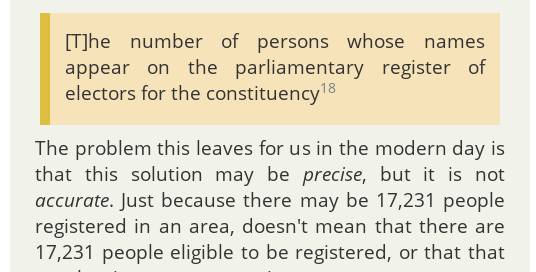 [T]he number of persons whose names
appear on the parliamentary register of
electors for the constituency18
The problem this leaves for us in the modern day is
that this solution may be precise, but it is not
accurate. Just because there may be 17,231 people
registered in an area, doesn't mean that there are
17,231 people eligible to be registered, or that that